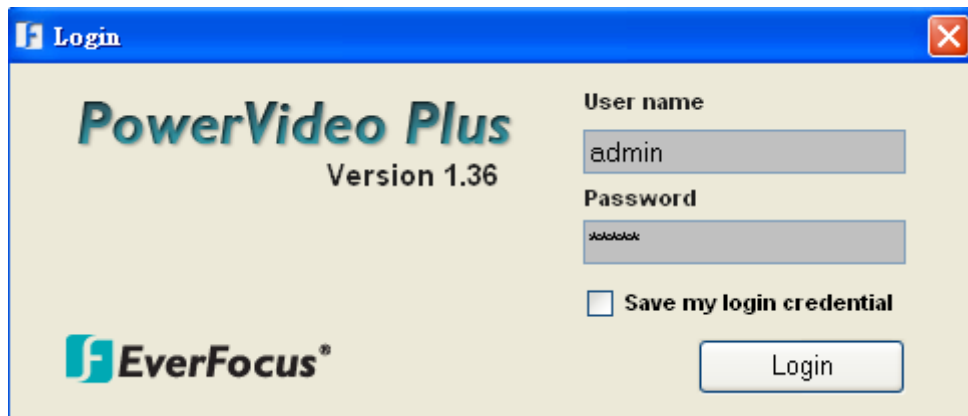 Login
PowerVideo Plus
Version 1.36
User name
admin
Password
******
Save my login credential
Login
EverFocus®